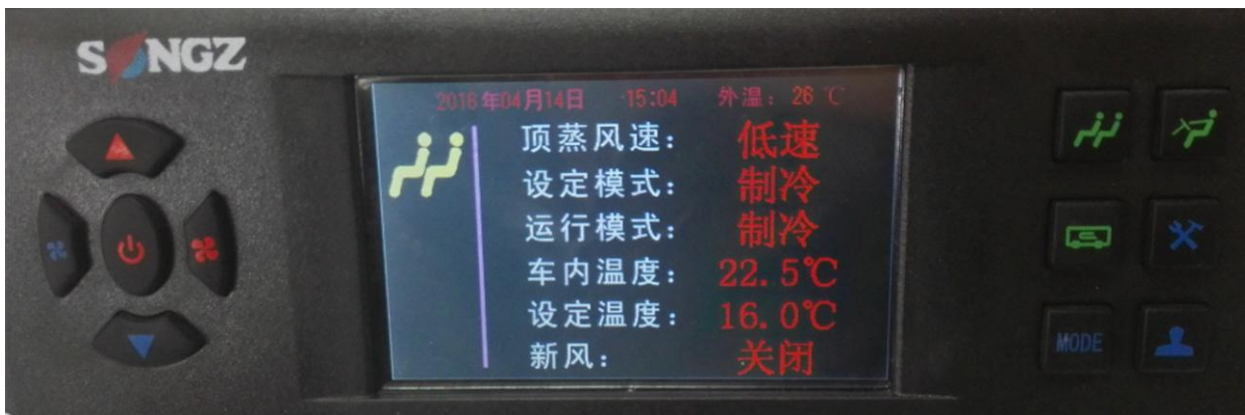 SONGZ
2016年04月14日 15:04 外温: 26℃
顶蒸风速: 低速
设定模式: 制冷
运行模式: 制冷
车内温度: 22.5℃
设定温度: 16.0℃
新风: 关闭
MODE